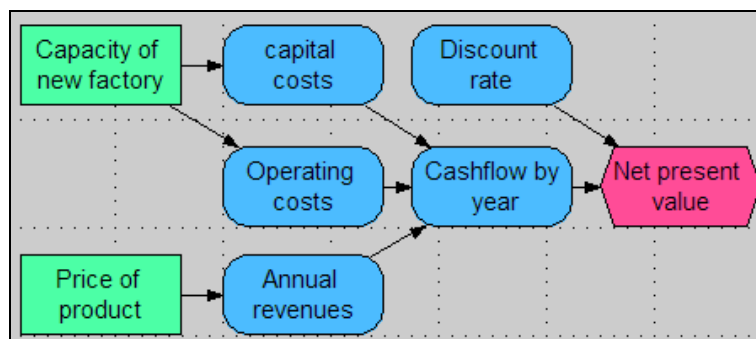 Capacity of
new factory
capital
costs
Discount
rate
Operating
costs
Cashflow by
year
Net present
value
Price of
product
Annual
revenues